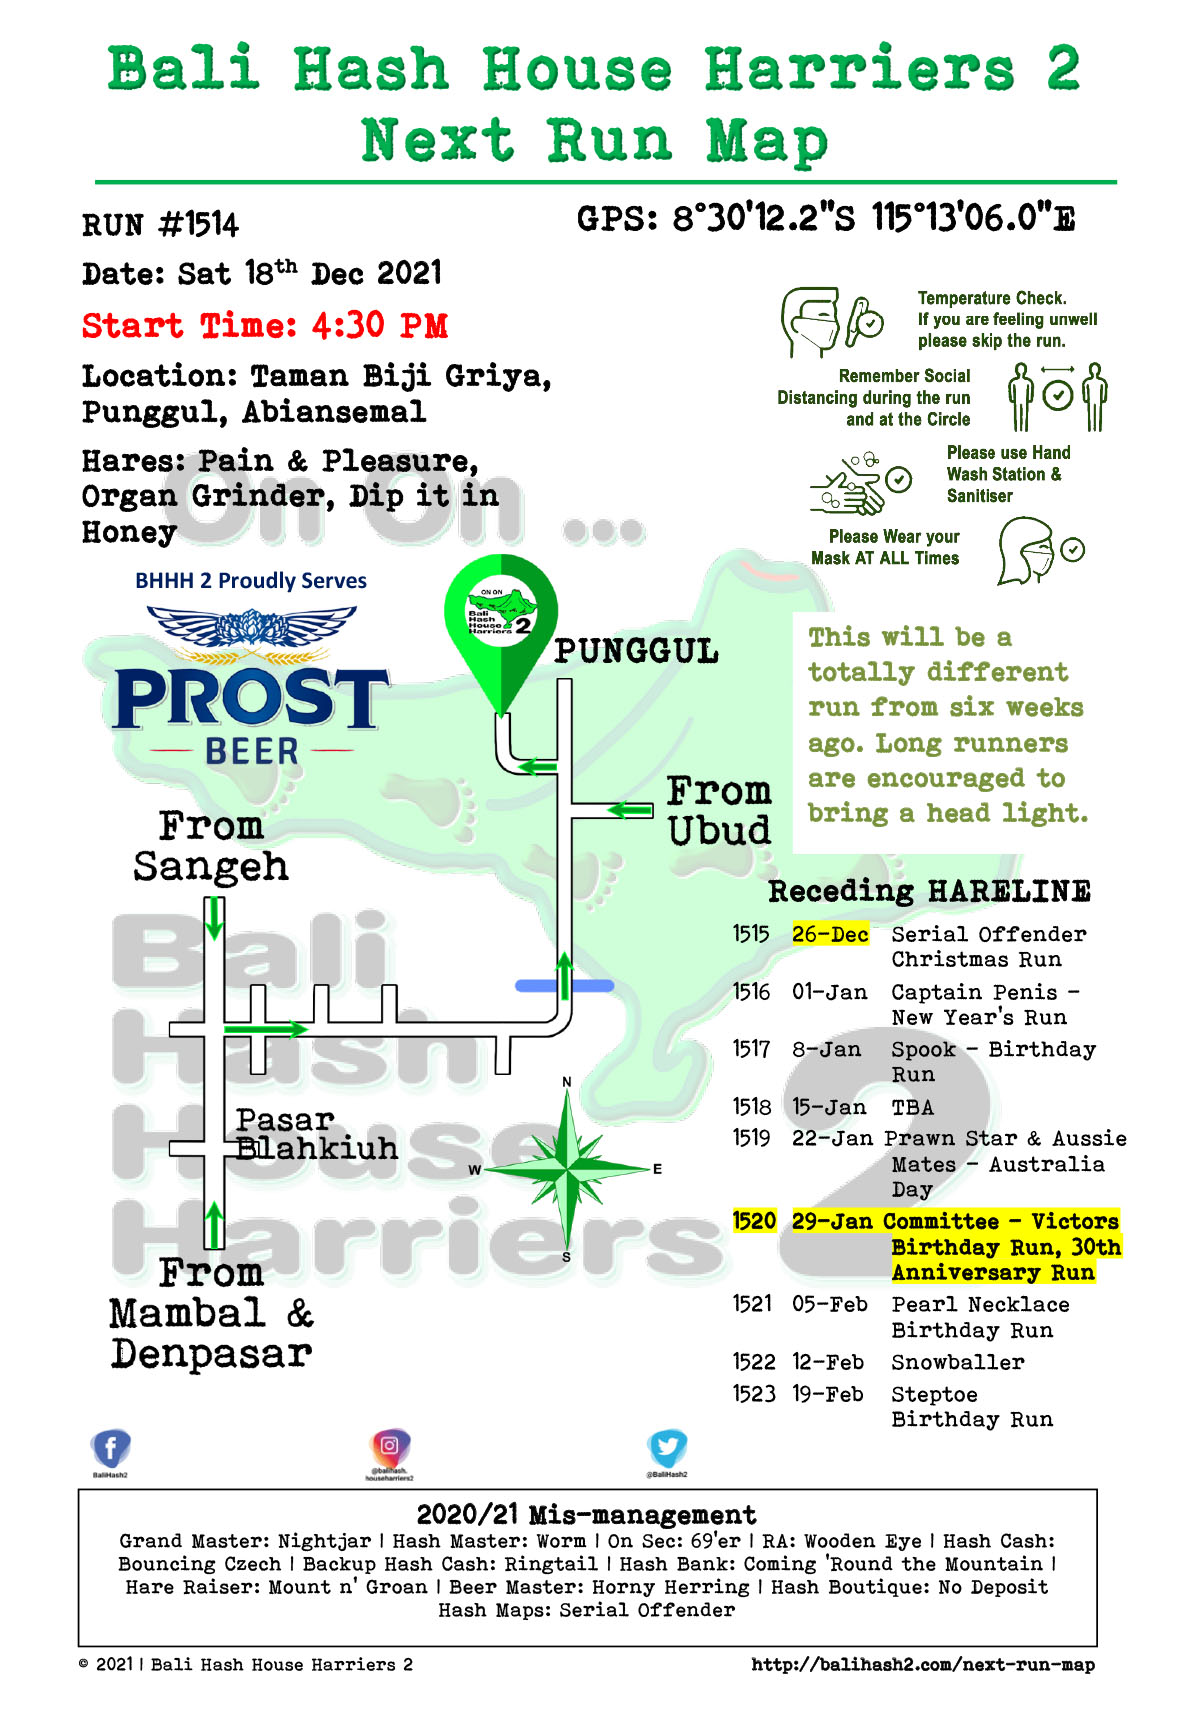 Bali Hash House Harriers 2
Next Run Map
RUN #1514
GPS: 8°30'12.2"S 115°13'06.0"E
Date: Sat 18th Dec 2021
Start Time: 4:30 PM
Location: Taman Biji Griya,
Punggul, Abiansemal
Hares: Pain & Pleasure,
Organ Grinder, Dip it in
Honey
On On ...
Temperature Check.
If you are feeling unwell
please skip the run.
Remember Social
Distancing during the run
and at the Circle
Please use Hand
Wash Station &
Sanitiser
Please Wear your
Mask AT ALL Times
BHHH 2 Proudly Serves
PROST
BEER
ON ON
Bali
Hash
House
Harriers 2
PUNGGUL
This will be a
totally different
run from six weeks
ago. Long runners
are encouraged to
bring a head light.
From
Ubud
From
Sangeh
Bali
Hash
House
Harriers 2
Pasar
Blahkiuh
N
W
E
S
From
Mambal &
Denpasar
Receding HARELINE
1515 26-Dec Serial Offender
Christmas Run
1516 01-Jan Captain Penis -
New Year's Run
1517 8-Jan Spook - Birthday
Run
1518 15-Jan TBA
1519 22-Jan Prawn Star & Aussie
Mates - Australia
Day
1520 29-Jan Committee - Victors
Birthday Run, 30th
Anniversary Run
1521 05-Feb Pearl Necklace
Birthday Run
1522 12-Feb Snowballer
1523 19-Feb Steptoe
Birthday Run
BaliHash2
@balihash.
househarriers2
@BaliHash2
2020/21 Mis-management
Grand Master: Nightjar | Hash Master: Worm | On Sec: 69'er | RA: Wooden Eye | Hash Cash:
Bouncing Czech | Backup Hash Cash: Ringtail | Hash Bank: Coming 'Round the Mountain |
Hare Raiser: Mount n' Groan | Beer Master: Horny Herring | Hash Boutique: No Deposit
Hash Maps: Serial Offender
© 2021 | Bali Hash House Harriers 2
http://balihash2.com/next-run-map